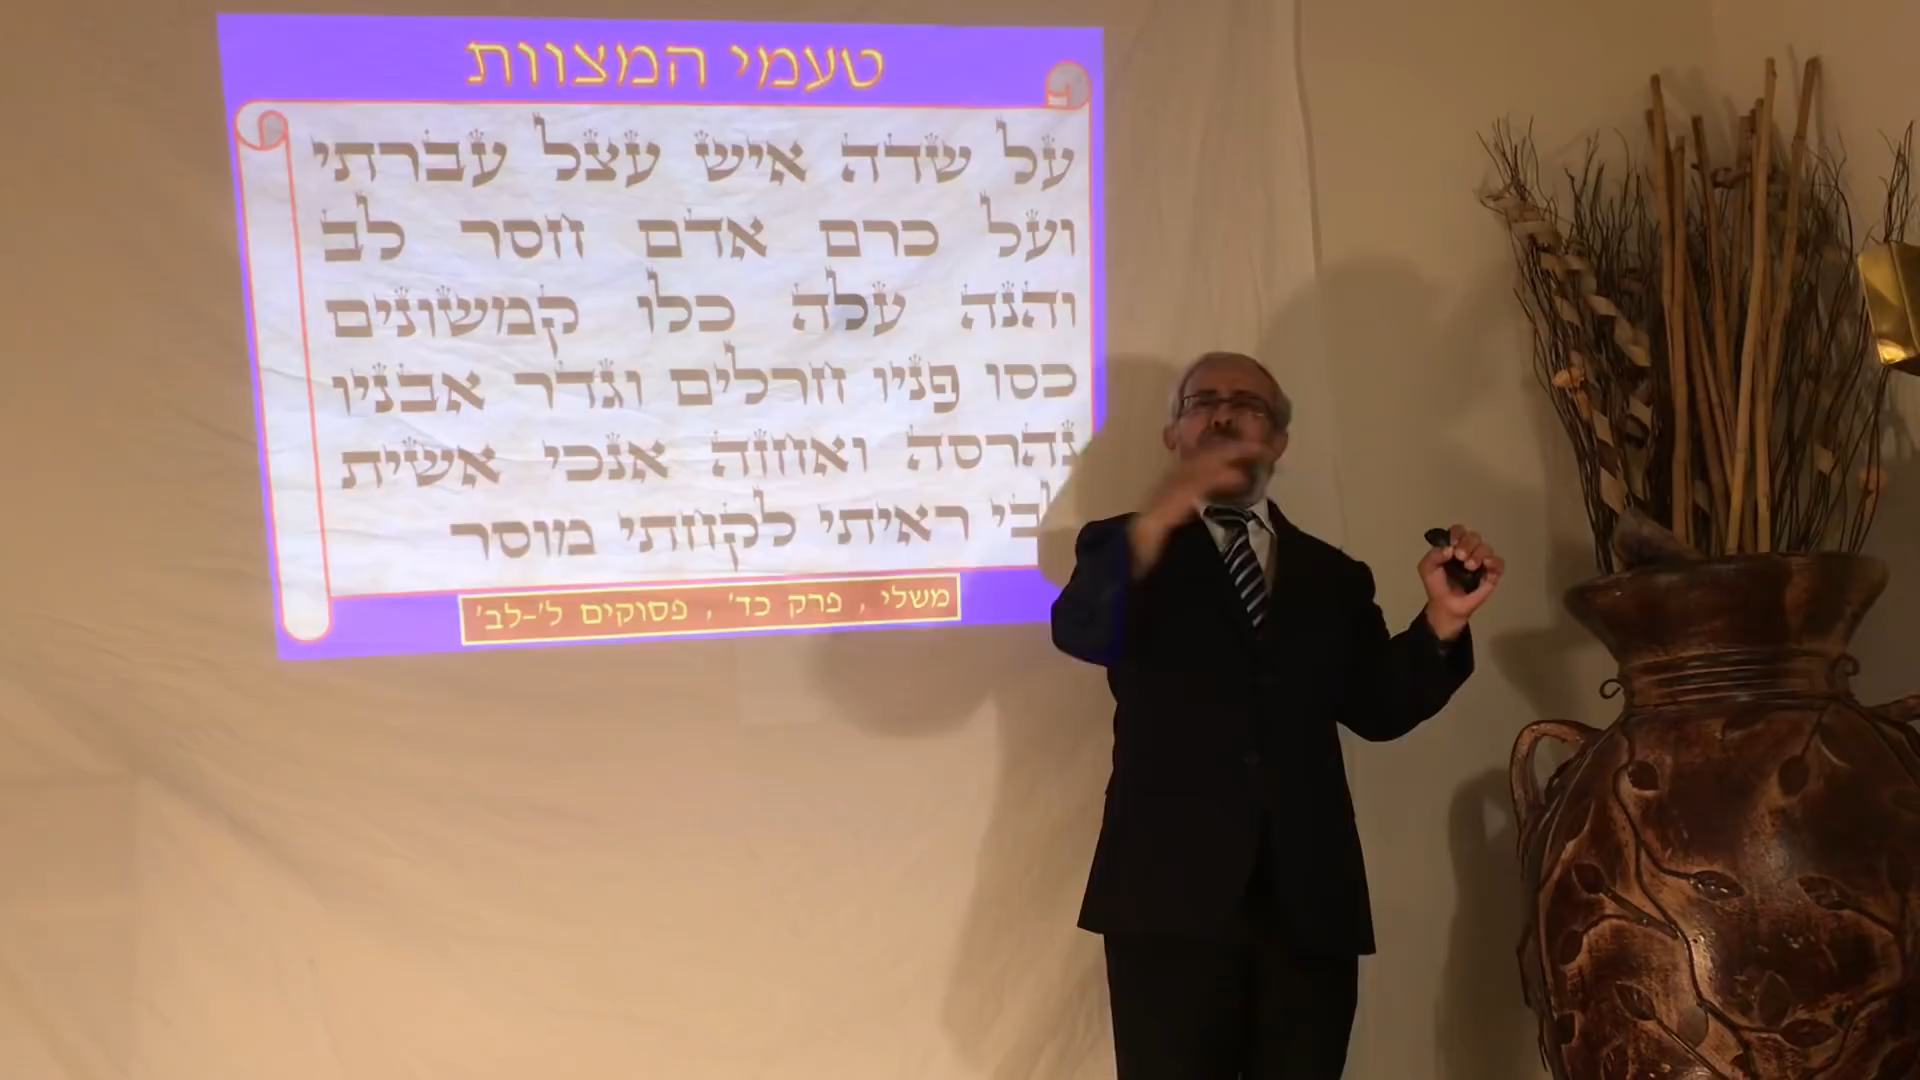 טעמי המצוות
על שדה איש עצל עברתי
ועל כרם אדם חסר לב
והנה עלה כלו קמשונים
כסו פניו חרלים וגדר אבניו
נהרסה ואחזה אנכי אשית
בי ראיתי לקחתי מוסר
משלי , פרק כד' , פסוקים ל'-לב'